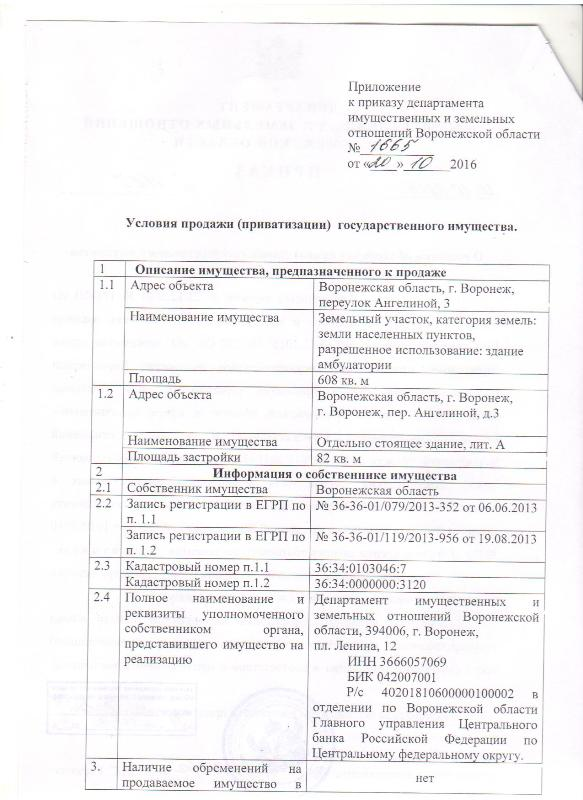 Приложение
к приказу департамента
имущественных и земельных
отношений Воронежской области
№ 1665
от «20» 10 2016
Условия продажи (приватизации) государственного имущества.
1 Описание имущества, предназначенного к продаже
1.1 Адрес объекта Воронежская область, г. Воронеж,
переулок Ангелиной, 3
Наименование имущества Земельный участок, категория земель:
земли населенных пунктов,
разрешенное использование: здание
амбулатории
Площадь 608 кв. м
1.2 Адрес объекта Воронежская область, г. Воронеж,
г. Воронеж, пер. Ангелиной, д.3
Наименование имущества Отдельно стоящее здание, лит. А
Площадь застройки 82 кв. м
2 Информация о собственнике имущества
2.1 Собственник имущества Воронежская область
2.2 Запись регистрации в ЕГРП по № 36-36-01/079/2013-352 от 06.06.2013
п. 1.1
Запись регистрации в ЕГРП по № 36-36-01/119/2013-956 от 19.08.2013
п. 1.2
2.3 Кадастровый номер п.1.1 36:34:0103046:7
Кадастровый номер п.1.2 36:34:0000000:3120
2.4 Полное наименование и Департамент имущественных и
реквизиты уполномоченного земельных отношений Воронежской
собственником органа, области, 394006, г. Воронеж,
представившего имущество на пл. Ленина, 12
реализацию ИНН 3666057069
БИК 042007001
Р/с 40201810600000100002 в
отделении по Воронежской области
Главного управления Центрального
банка Российской Федерации по
Центральному федеральному округу.
3. Наличие обременений на нет
продаваемое имущество в